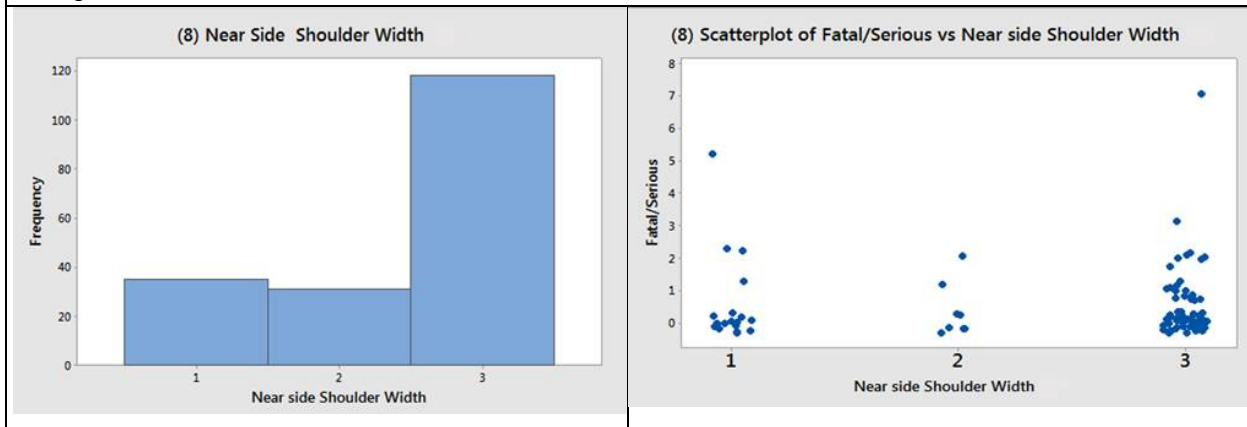 (8) Near Side Shoulder Width
120
100
80
60
40
20
0
Frequency
1 2 3
Near side Shoulder Width
(8) Scatterplot of Fatal/Serious vs Near side Shoulder Width
8
7
6
5
4
3
2
1
0
Fatal/Serious
1 2 3
Near side Shoulder Width